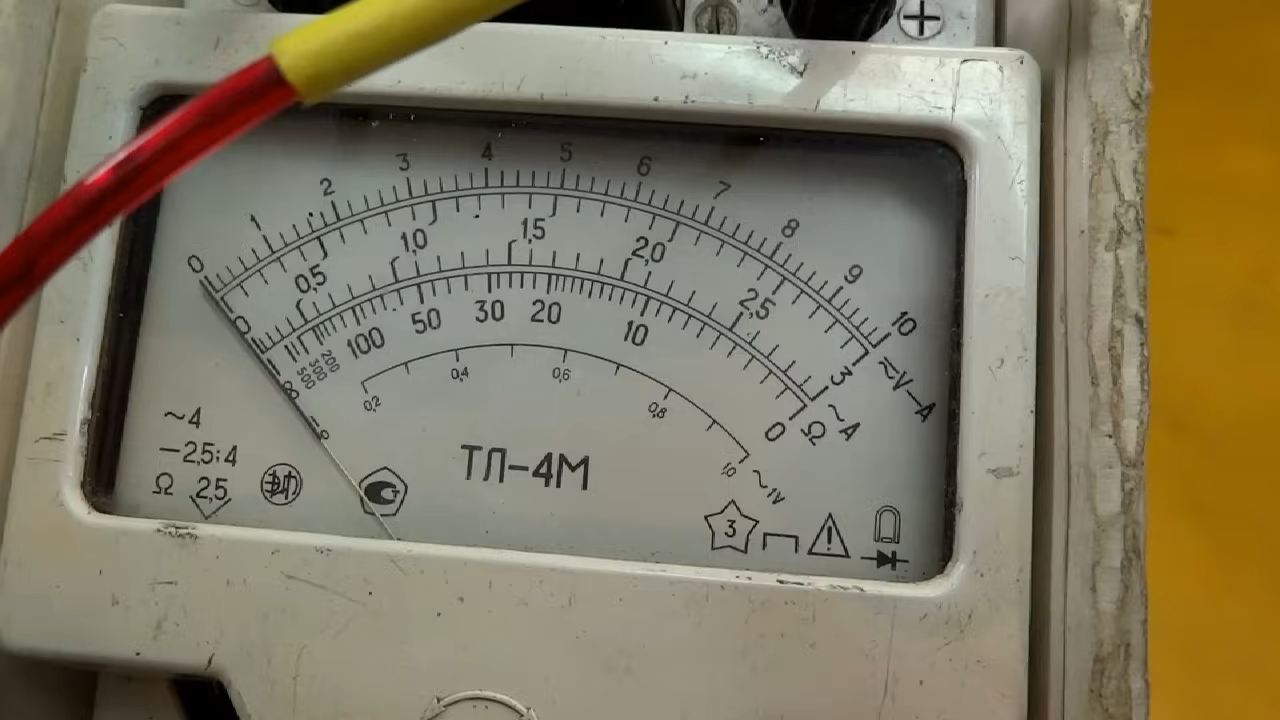 0 1 2 3 4 5 6 7 8 9 10
≂V–A
0 0,5 1,0 1,5 2,0 2,5 3
~A
∞ 500 300 200 100 50 30 20 10 0
Ω
0,2 0,4 0,6 0,8 1,0
~1V
~4
–2,5:4
Ω 2,5
ТЛ–4М
3